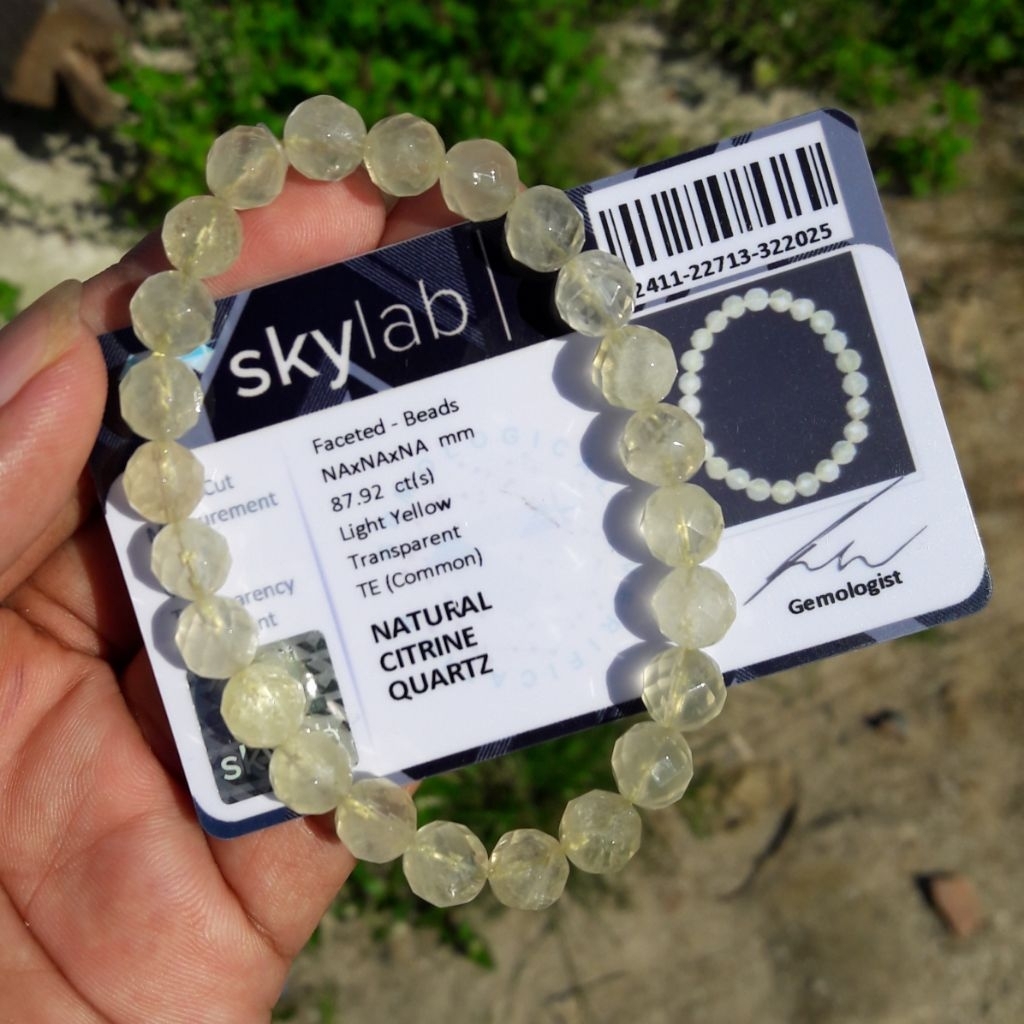 skylab
2411-22713-322025
Cut
Faceted - Beads
NAxNAxNA mm
87.92 ct(s)
Light Yellow
Transparent
TE (Common)
NATURAL
CITRINE
QUARTZ
Gemologist